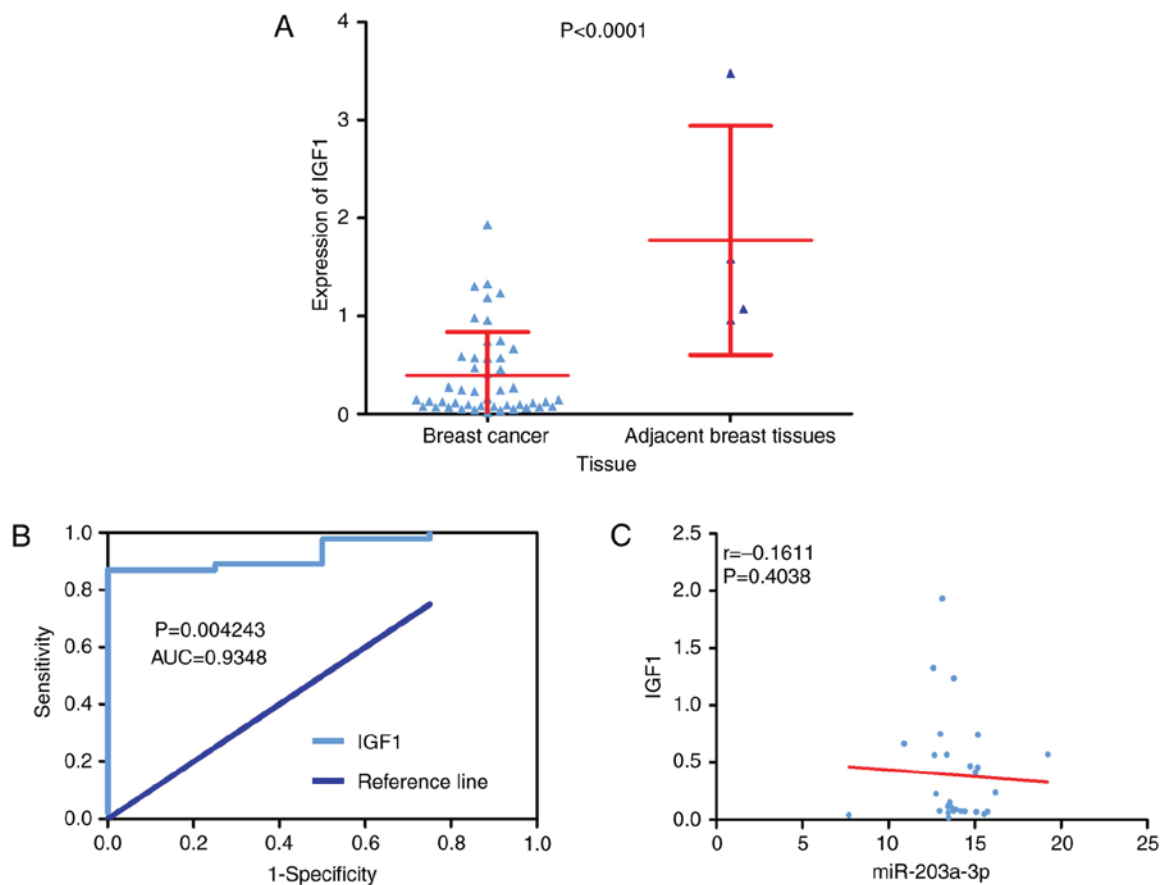 A
P<0.0001
Expression of IGF1
4
3
2
1
0
Breast cancer
Adjacent breast tissues
Tissue
B
Sensitivity
1.0
0.8
0.6
0.4
0.2
0.0
P=0.004243
AUC=0.9348
IGF1
Reference line
0.0
0.2
0.4
0.6
0.8
1.0
1-Specificity
C
r=−0.1611
P=0.4038
IGF1
2.5
2.0
1.5
1.0
0.5
0.0
0
5
10
15
20
25
miR-203a-3p